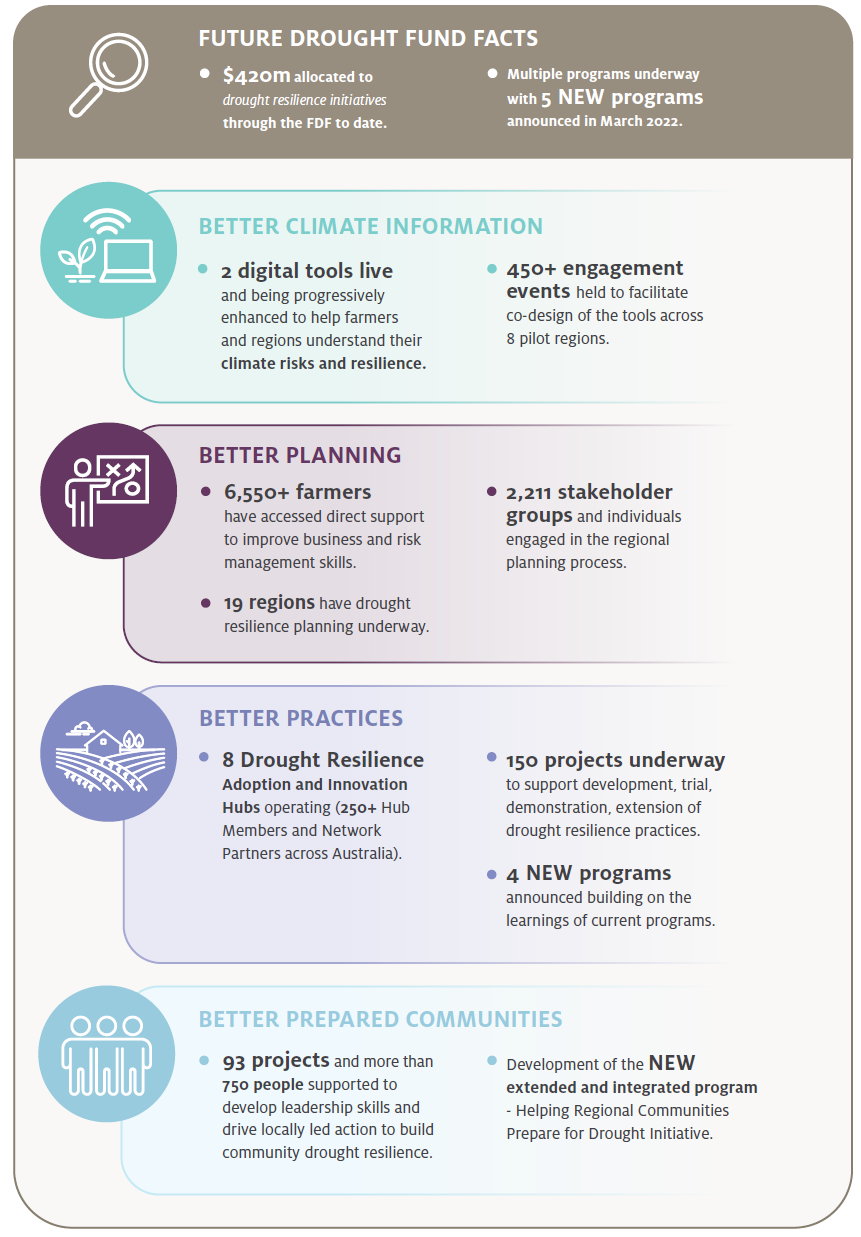 FUTURE DROUGHT FUND FACTS
$420m allocated to
drought resilience initiatives
through the FDF to date.
Multiple programs underway
with 5 NEW programs
announced in March 2022.
BETTER CLIMATE INFORMATION
2 digital tools live
and being progressively
enhanced to help farmers
and regions understand their
climate risks and resilience.
450+ engagement
events held to facilitate
co-design of the tools across
8 pilot regions.
BETTER PLANNING
6,550+ farmers
have accessed direct support
to improve business and risk
management skills.
19 regions have drought
resilience planning underway.
2,211 stakeholder
groups and individuals
engaged in the regional
planning process.
BETTER PRACTICES
8 Drought Resilience
Adoption and Innovation
Hubs operating (250+ Hub
Members and Network
Partners across Australia).
150 projects underway
to support development, trial,
demonstration, extension of
drought resilience practices.
4 NEW programs
announced building on the
learnings of current programs.
BETTER PREPARED COMMUNITIES
93 projects and more than
750 people supported to
develop leadership skills and
drive locally led action to build
community drought resilience.
Development of the NEW
extended and integrated program
- Helping Regional Communities
Prepare for Drought Initiative.